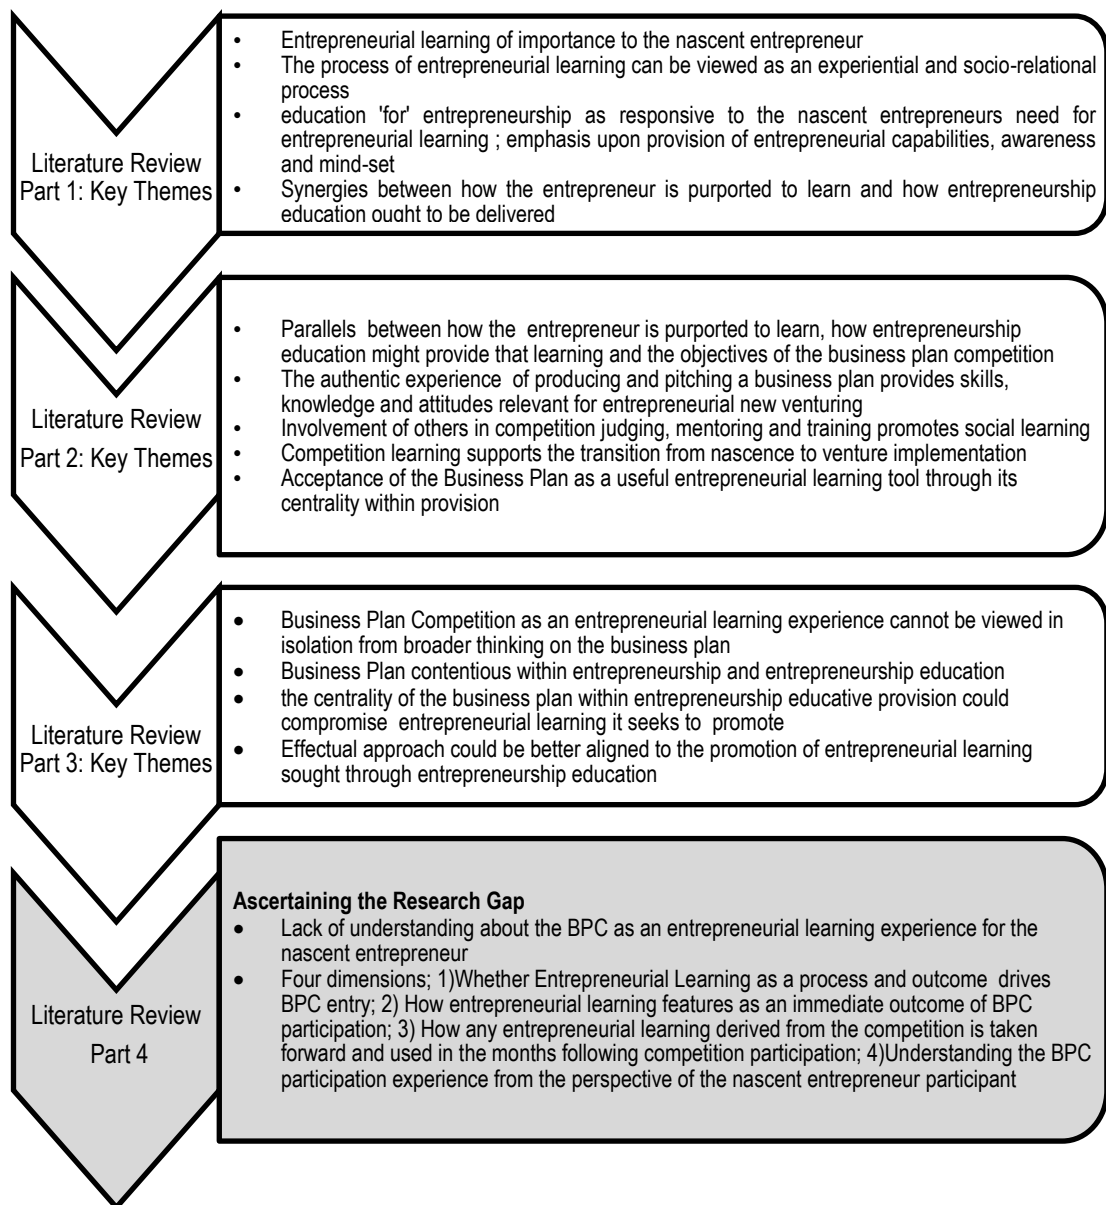 Literature Review
Part 1: Key Themes
• Entrepreneurial learning of importance to the nascent entrepreneur
• The process of entrepreneurial learning can be viewed as an experiential and socio-relational
process
• education 'for' entrepreneurship as responsive to the nascent entrepreneurs need for
entrepreneurial learning ; emphasis upon provision of entrepreneurial capabilities, awareness
and mind-set
• Synergies between how the entrepreneur is purported to learn and how entrepreneurship
education ought to be delivered
Literature Review
Part 2: Key Themes
• Parallels between how the entrepreneur is purported to learn, how entrepreneurship
education might provide that learning and the objectives of the business plan competition
• The authentic experience of producing and pitching a business plan provides skills,
knowledge and attitudes relevant for entrepreneurial new venturing
• Involvement of others in competition judging, mentoring and training promotes social learning
• Competition learning supports the transition from nascence to venture implementation
• Acceptance of the Business Plan as a useful entrepreneurial learning tool through its
centrality within provision
Literature Review
Part 3: Key Themes
• Business Plan Competition as an entrepreneurial learning experience cannot be viewed in
isolation from broader thinking on the business plan
• Business Plan contentious within entrepreneurship and entrepreneurship education
• the centrality of the business plan within entrepreneurship educative provision could
compromise entrepreneurial learning it seeks to promote
• Effectual approach could be better aligned to the promotion of entrepreneurial learning
sought through entrepreneurship education
Literature Review
Part 4
Ascertaining the Research Gap
• Lack of understanding about the BPC as an entrepreneurial learning experience for the
nascent entrepreneur
• Four dimensions; 1)Whether Entrepreneurial Learning as a process and outcome drives
BPC entry; 2) How entrepreneurial learning features as an immediate outcome of BPC
participation; 3) How any entrepreneurial learning derived from the competition is taken
forward and used in the months following competition participation; 4)Understanding the BPC
participation experience from the perspective of the nascent entrepreneur participant